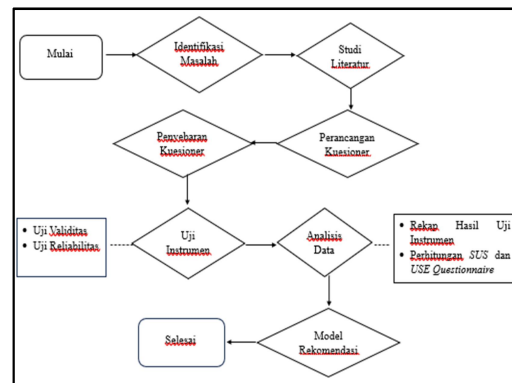 Mulai
Identifikasi
Masalah
Studi
Literatur
Perancangan
Kuesioner
Penyebaran
Kuesioner
• Uji Validitas
• Uji Reliabilitas
Uji
Instrumen
Analisis
Data
• Rekap Hasil Uji
Instrumen
• Perhitungan SUS dan
USE Questionnaire
Model
Rekomendasi
Selesai